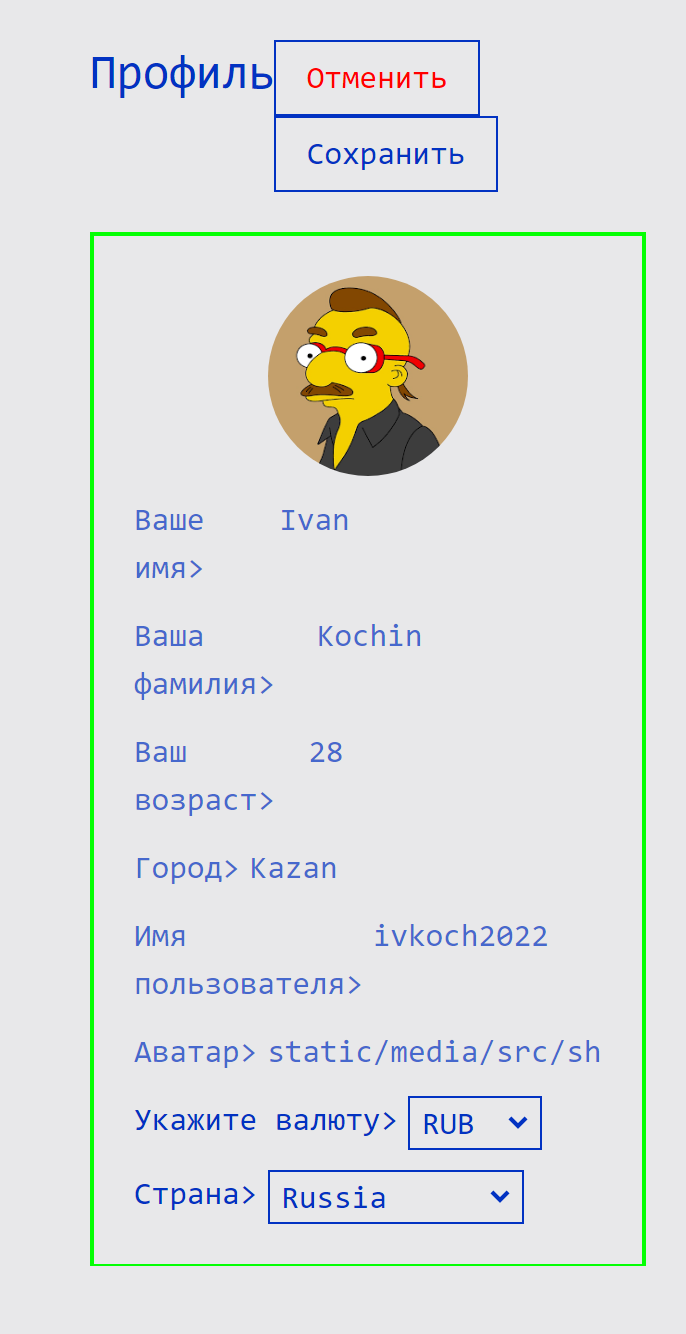 Профиль
Отменить
Сохранить
Ваше Ivan
имя>
Ваша Kochin
фамилия>
Ваш 28
возраст>
Город> Kazan
Имя ivkoch2022
пользователя>
Аватар> static/media/src/sh
Укажите валюту> RUB
Страна> Russia